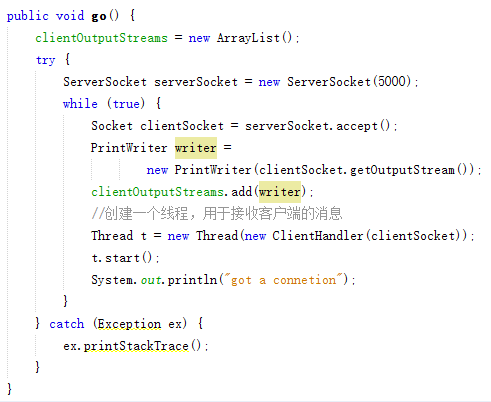 public void go() {
    clientOutputStreams = new ArrayList();
    try {
        ServerSocket serverSocket = new ServerSocket(5000);
        while (true) {
            Socket clientSocket = serverSocket.accept();
            PrintWriter writer =
                    new PrintWriter(clientSocket.getOutputStream());
            clientOutputStreams.add(writer);
            //创建一个线程，用于接收客户端的消息
            Thread t = new Thread(new ClientHandler(clientSocket));
            t.start();
            System.out.println("got a connetion");
        }
    } catch (Exception ex) {
        ex.printStackTrace();
    }
}